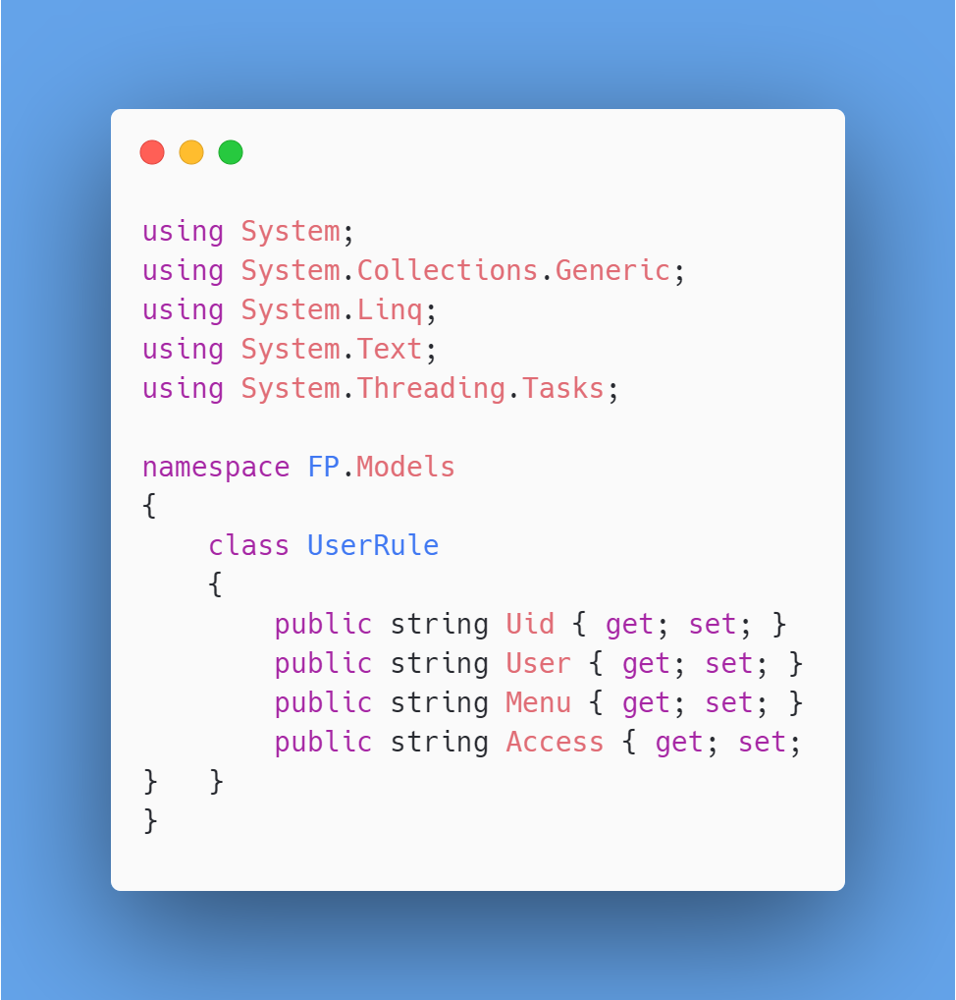 using System;
using System.Collections.Generic;
using System.Linq;
using System.Text;
using System.Threading.Tasks;

namespace FP.Models
{
    class UserRule
    {
        public string Uid { get; set; }
        public string User { get; set; }
        public string Menu { get; set; }
        public string Access { get; set;
}   }
}